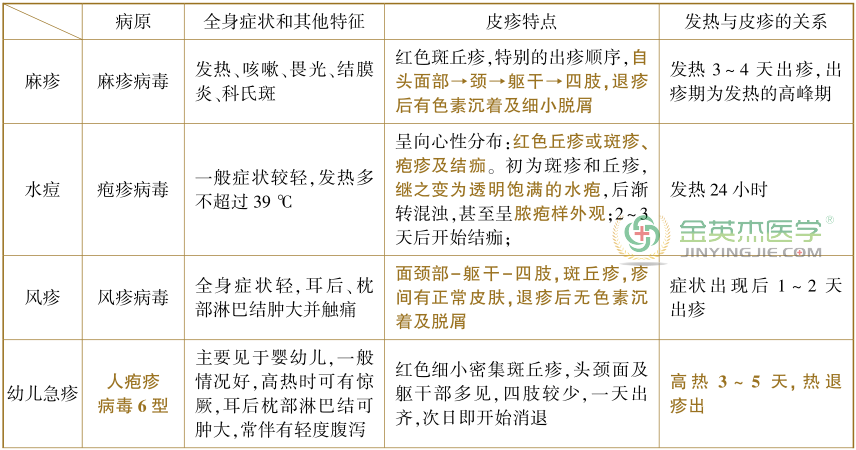 病原 全身症状和其他特征 皮疹特点 发热与皮疹的关系
麻疹
麻疹病毒
发热、咳嗽、畏光、结膜
炎、科氏斑
红色斑丘疹,特别的出疹顺序,自
头面部→颈→躯干→四肢,退疹
后有色素沉着及细小脱屑
发热 3~4 天出疹,出
疹期为发热的高峰期
水痘
疱疹病毒
一般症状较轻,发热多
不超过 39 ℃
呈向心性分布:红色丘疹或斑疹、
疱疹及结痂。初为斑疹和丘疹,
继之变为透明饱满的水疱,后渐
转混浊,甚至呈脓疱样外观;2~3
天后开始结痂;
发热 24 小时
金英杰医学
JINYINGJIE.COM
风疹
风疹病毒
全身症状轻,耳后、枕
部淋巴结肿大并触痛
面颈部-躯干-四肢,斑丘疹,疹
间有正常皮肤,退疹后无色素沉
着及脱屑
症状出现后 1~2 天
出疹
幼儿急疹
人疱疹
病毒 6 型
主要见于婴幼儿,一般
情况好,高热时可有惊
厥,耳后枕部淋巴结可
肿大,常伴有轻度腹泻
红色细小密集斑丘疹,头颈面及
躯干部多见,四肢较少,一天出
齐,次日即开始消退
高热 3~5 天,热退
疹出